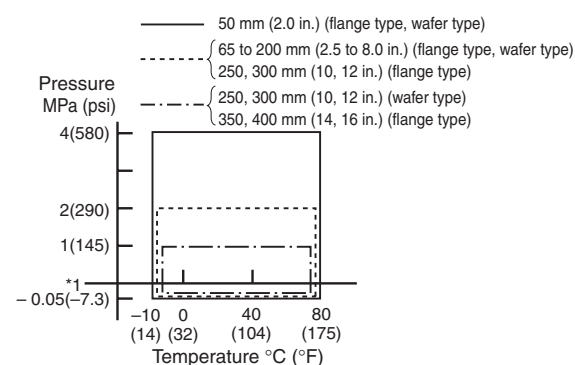 50 mm (2.0 in.) (flange type, wafer type)
65 to 200 mm (2.5 to 8.0 in.) (flange type, wafer type)
250, 300 mm (10, 12 in.) (flange type)
250, 300 mm (10, 12 in.) (wafer type)
350, 400 mm (14, 16 in.) (flange type)
Pressure
MPa (psi)
4(580)
2(290)
1(145)
*1
– 0.05(–7.3)
–10 0 40 80
(14) (32) (104) (175)
Temperature °C (°F)